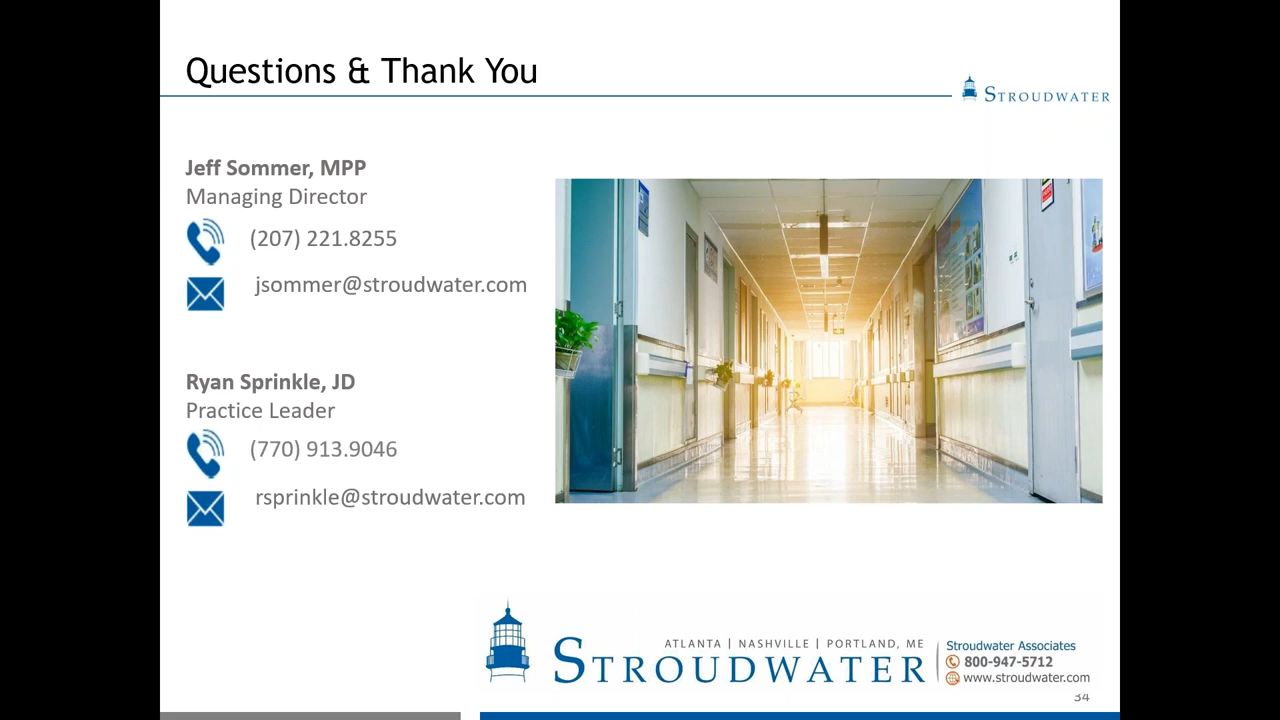 Questions & Thank You
STROUDWATER
Jeff Sommer, MPP
Managing Director
(207) 221.8255
jsommer@stroudwater.com
Ryan Sprinkle, JD
Practice Leader
(770) 913.9046
rsprinkle@stroudwater.com
ATLANTA | NASHVILLE | PORTLAND, ME
STROUDWATER
Stroudwater Associates
800-947-5712
www.stroudwater.com
34